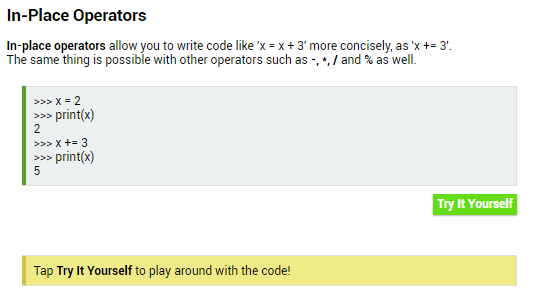 In-Place Operators
In-place operators allow you to write code like 'x = x + 3' more concisely, as 'x += 3'.
The same thing is possible with other operators such as -, *, / and % as well.
>>> x = 2
>>> print(x)
2
>>> x += 3
>>> print(x)
5
Try It Yourself
Tap Try It Yourself to play around with the code!